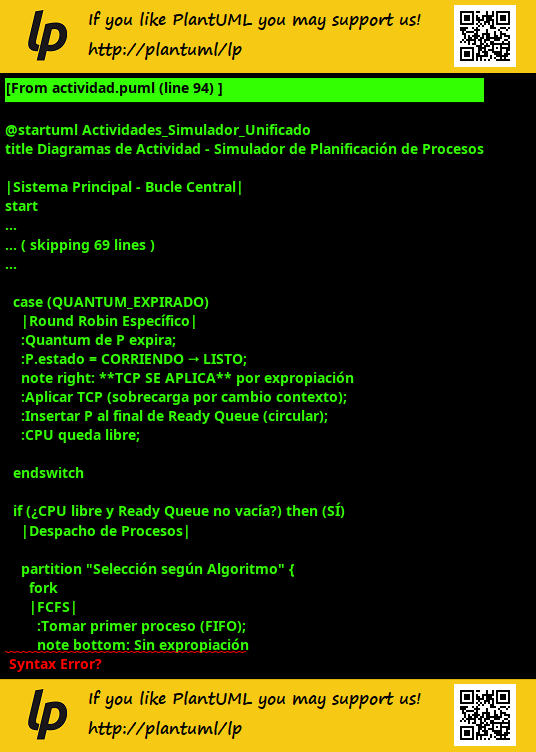 lp
If you like PlantUML you may support us!
http://plantuml/lp
[From actividad.puml (line 94) ]
@startuml Actividades_Simulador_Unificado
title Diagramas de Actividad - Simulador de Planificación de Procesos
|Sistema Principal - Bucle Central|
start
...
... ( skipping 69 lines )
...
case (QUANTUM_EXPIRADO)
|Round Robin Específico|
:Quantum de P expira;
:P.estado = CORRIENDO → LISTO;
note right: **TCP SE APLICA** por expropiación
:Aplicar TCP (sobrecarga por cambio contexto);
:Insertar P al final de Ready Queue (circular);
:CPU queda libre;
endswitch
if (¿CPU libre y Ready Queue no vacía?) then (SÍ)
|Despacho de Procesos|
partition "Selección según Algoritmo" {
fork
|FCFS|
:Tomar primer proceso (FIFO);
note bottom: Sin expropiación
Syntax Error?
lp
If you like PlantUML you may support us!
http://plantuml/lp